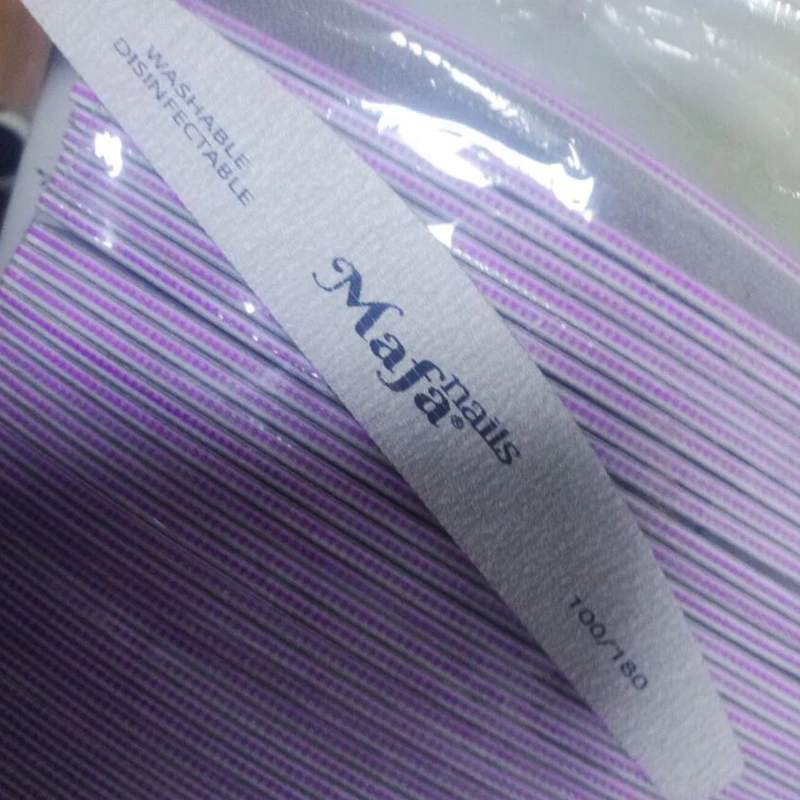 WASHABLE
DISINFECTABLE
Mafa®
nails
100/180